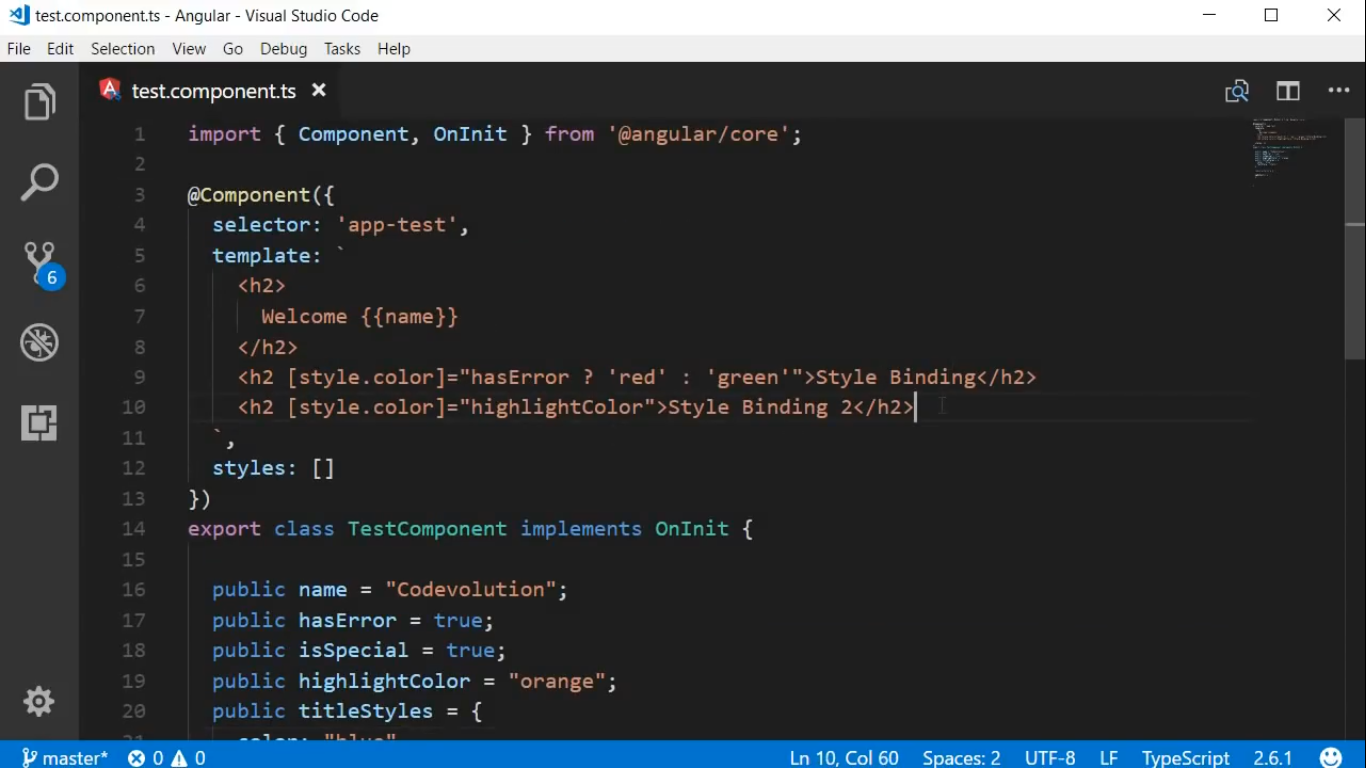 test.component.ts - Angular - Visual Studio Code
File Edit Selection View Go Debug Tasks Help
test.component.ts
1 import { Component, OnInit } from '@angular/core';
2
3 @Component({
4 selector: 'app-test',
5 template: `
6 <h2>
7 Welcome {{name}}
8 </h2>
9 <h2 [style.color]="hasError ? 'red' : 'green'">Style Binding</h2>
10 <h2 [style.color]="highlightColor">Style Binding 2</h2>
11 `,
12 styles: []
13 })
14 export class TestComponent implements OnInit {
15
16 public name = "Codevolution";
17 public hasError = true;
18 public isSpecial = true;
19 public highlightColor = "orange";
20 public titleStyles = {
21 color: "blue"
6
master* 0 0 Ln 10, Col 60 Spaces: 2 UTF-8 LF TypeScript 2.6.1